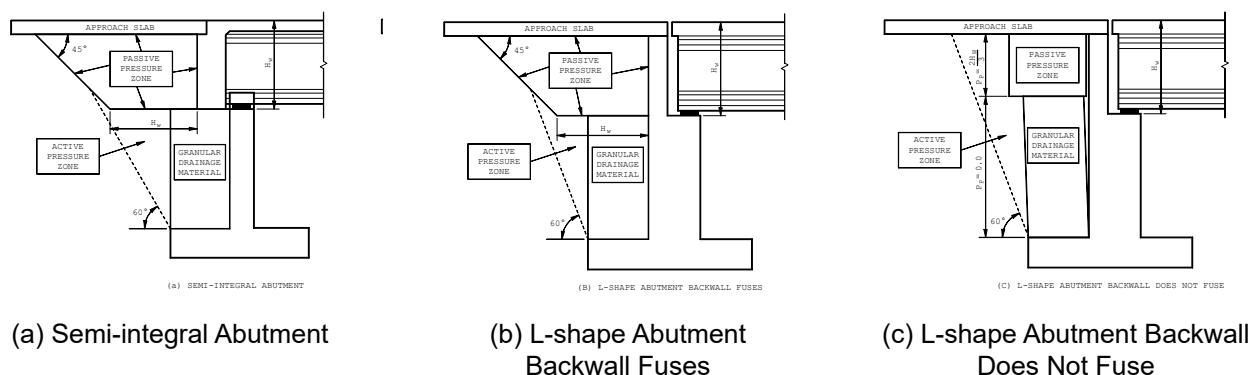 APPROACH SLAB
45°
PASSIVE
PRESSURE
ZONE
Hw
Hw
ACTIVE
PRESSURE
ZONE
GRANULAR
DRAINAGE
MATERIAL
60°
(a) SEMI-INTEGRAL ABUTMENT
(a) Semi-integral Abutment
APPROACH SLAB
45°
PASSIVE
PRESSURE
ZONE
Hw
Hw
ACTIVE
PRESSURE
ZONE
GRANULAR
DRAINAGE
MATERIAL
60°
(B) L-SHAPE ABUTMENT BACKWALL FUSES
(b) L-shape Abutment
Backwall Fuses
APPROACH SLAB
PASSIVE
PRESSURE
ZONE
Pp = 2Hw/3
Hw
ACTIVE
PRESSURE
ZONE
GRANULAR
DRAINAGE
MATERIAL
Pp = 0.0
60°
(C) L-SHAPE ABUTMENT BACKWALL DOES NOT FUSE
(c) L-shape Abutment Backwall
Does Not Fuse